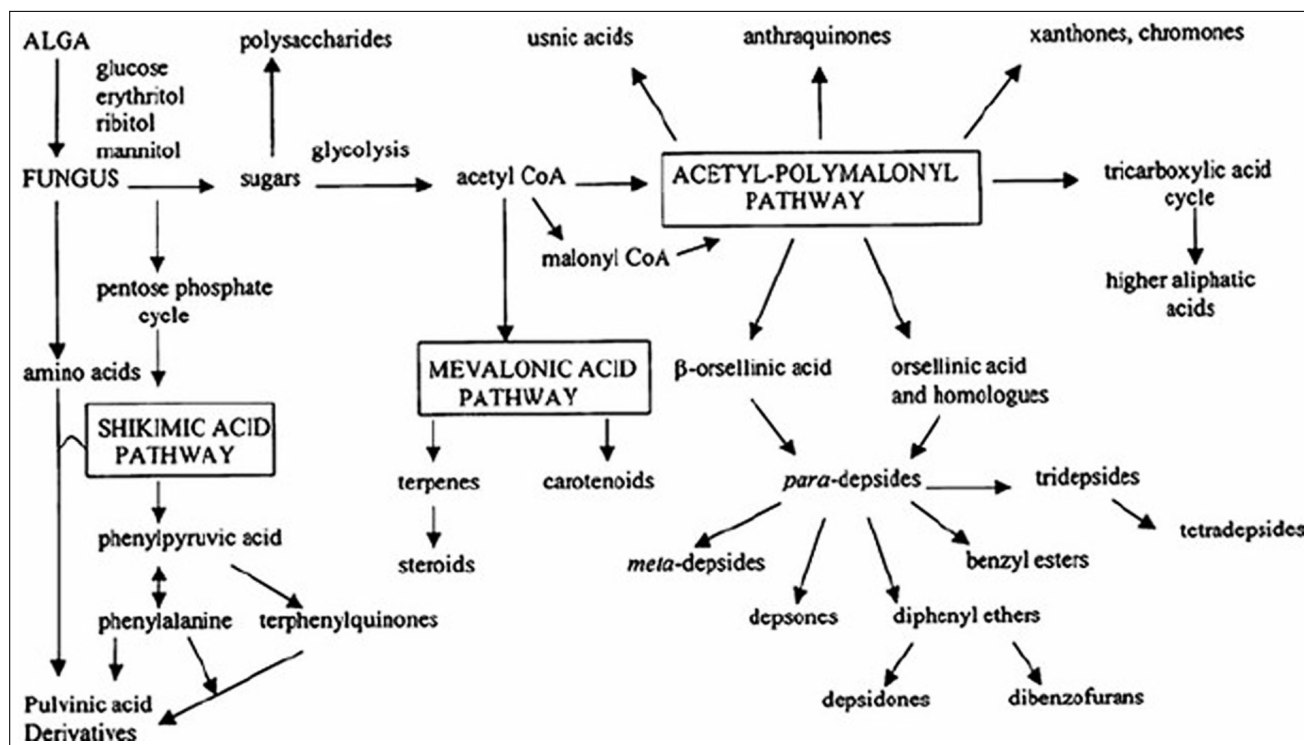 ALGA
polysaccharides
usnic acids
anthraquinones
xanthones, chromones
glucose
erythritol
ribitol
mannitol
glycolysis
FUNGUS
sugars
acetyl CoA
ACETYL-POLYMALONYL
PATHWAY
tricarboxylic acid
cycle
malonyl CoA
higher aliphatic
acids
pentose phosphate
cycle
amino acids
MEVALONIC ACID
PATHWAY
β-orsellinic acid
orsellinic acid
and homologues
SHIKIMIC ACID
PATHWAY
terpenes
carotenoids
para-depsides
tridepsides
tetradepsides
phenylpyruvic acid
steroids
meta-depsides
benzyl esters
phenylalanine
terphenylquinones
depsones
diphenyl ethers
depsidones
dibenzofurans
Pulvinic acid
Derivatives